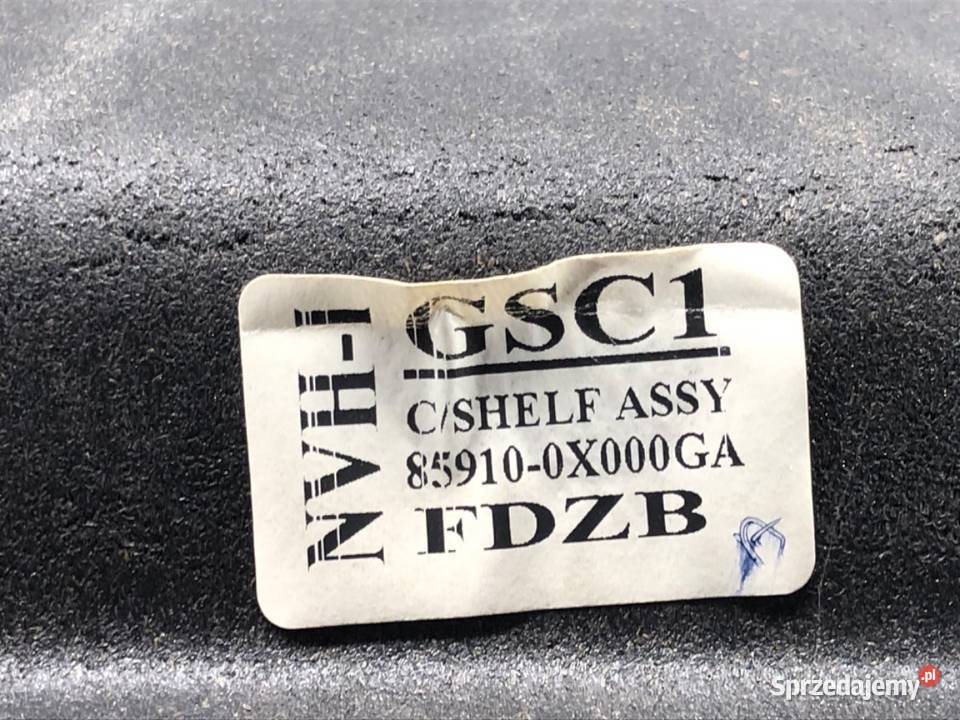 NVH-I
GSC1
C/SHELF ASSY
85910-0X000GA
FDZB
Sprzedajemy.pl